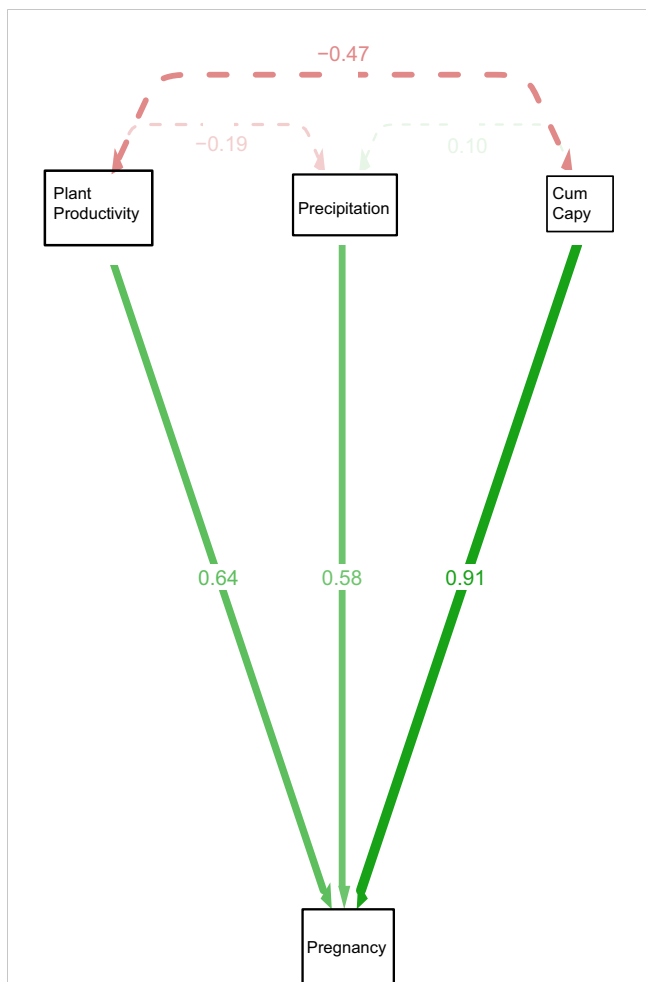 −0.47
−0.19
0.10
Plant
Productivity
Precipitation
Cum
Capy
0.64
0.58
0.91
Pregnancy